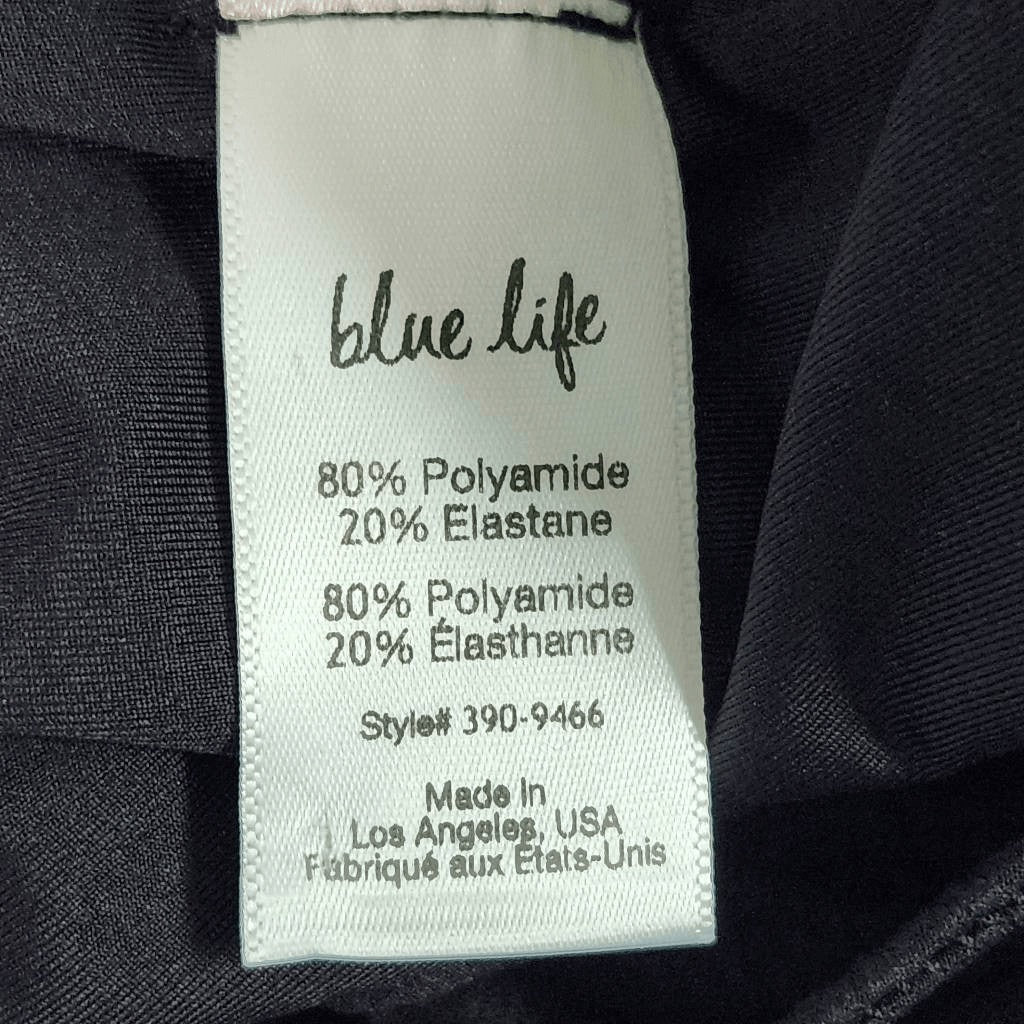 blue life
80% Polyamide
20% Elastane
80% Polyamide
20% Élasthanne
Style# 390-9466
Made In
Los Angeles, USA
Fabriqué aux États-Unis